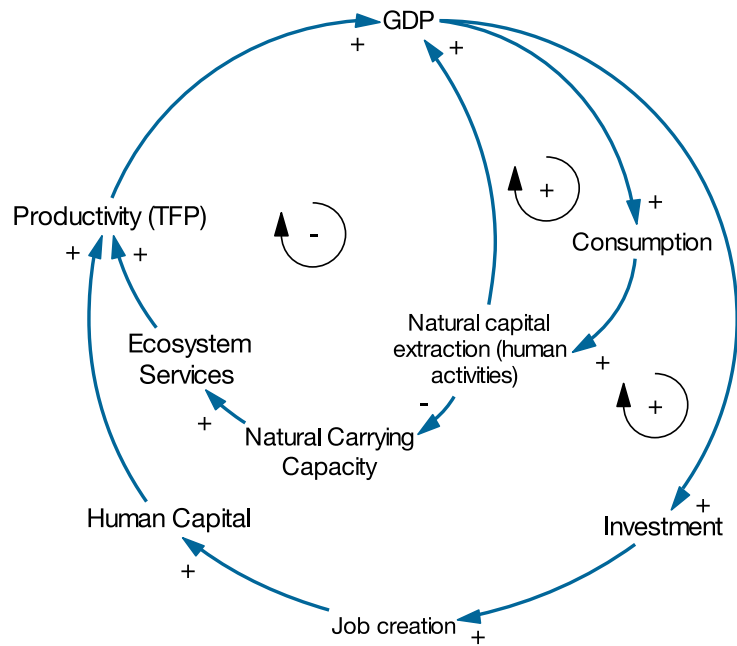 GDP
+
+
+
Productivity (TFP)
-
+
+
+
Consumption
Ecosystem
Services
Natural capital
extraction (human
activities)
+
-
+
+
Natural Carrying
Capacity
Human Capital
+
Investment
+
Job creation
+